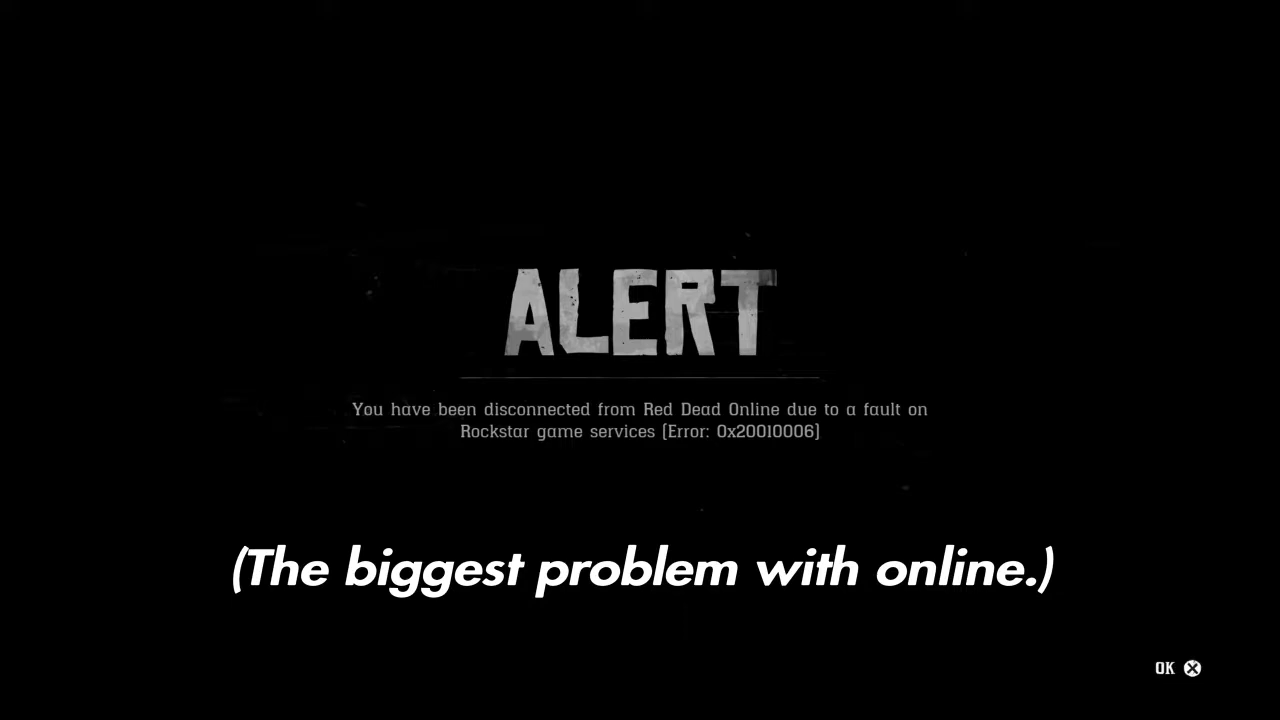 ALERT
You have been disconnected from Red Dead Online due to a fault on
Rockstar game services (Error: 0x20010006)
(The biggest problem with online.)
OK